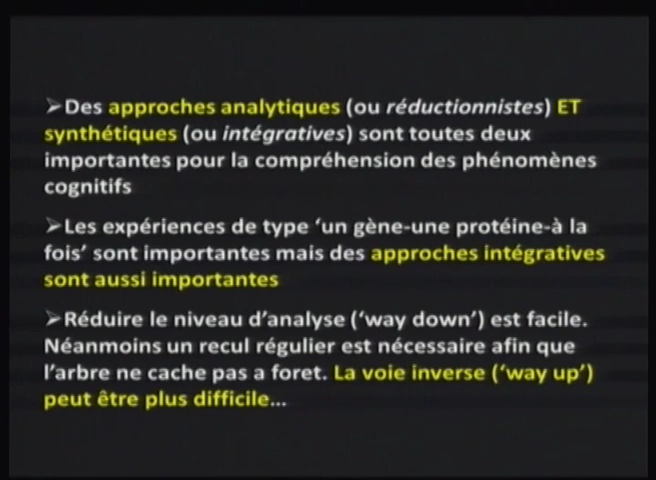 ➢Des approches analytiques (ou réductionnistes) ET
synthétiques (ou intégratives) sont toutes deux
importantes pour la compréhension des phénomènes
cognitifs
➢Les expériences de type ‘un gène-une protéine-à la
fois’ sont importantes mais des approches intégratives
sont aussi importantes
➢Réduire le niveau d’analyse (‘way down’) est facile.
Néanmoins un recul régulier est nécessaire afin que
l’arbre ne cache pas a foret. La voie inverse (‘way up’)
peut être plus difficile...